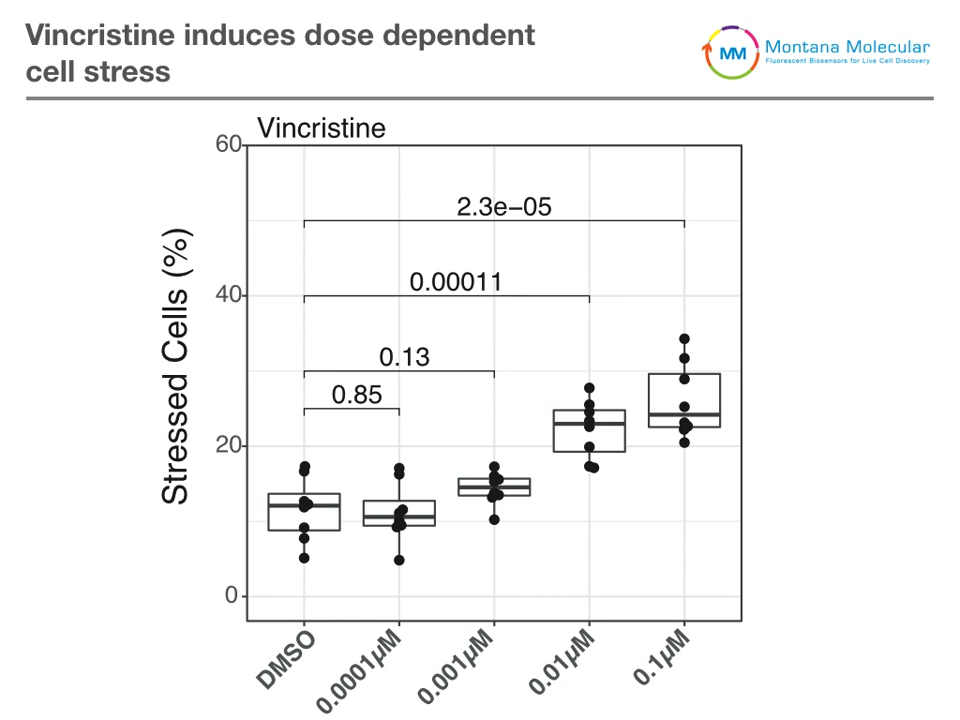 Vincristine induces dose dependent
cell stress
MM
Montana Molecular
Fluorescent Biosensors for Live Cell Discovery
Vincristine
60
40
20
0
Stressed Cells (%)
2.3e−05
0.00011
0.13
0.85
DMSO
0.0001µM
0.001µM
0.01µM
0.1µM